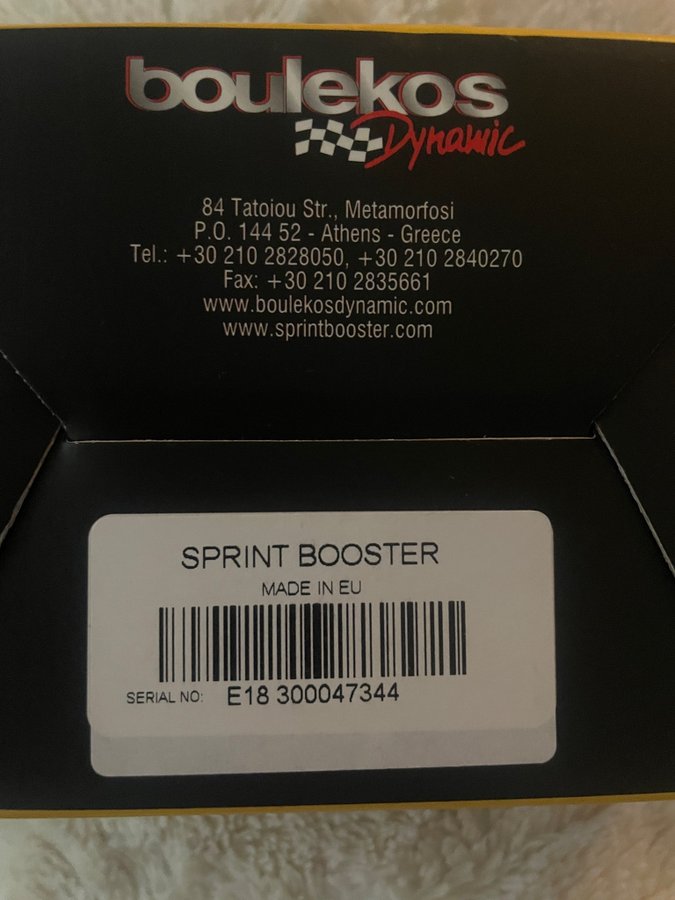 boulekos
Dynamic
84 Tatoiou Str., Metamorfosi
P.O. 144 52 - Athens - Greece
Tel.: +30 210 2828050, +30 210 2840270
Fax: +30 210 2835661
www.boulekosdynamic.com
www.sprintbooster.com
SPRINT BOOSTER
MADE IN EU
SERIAL NO: E18 300047344